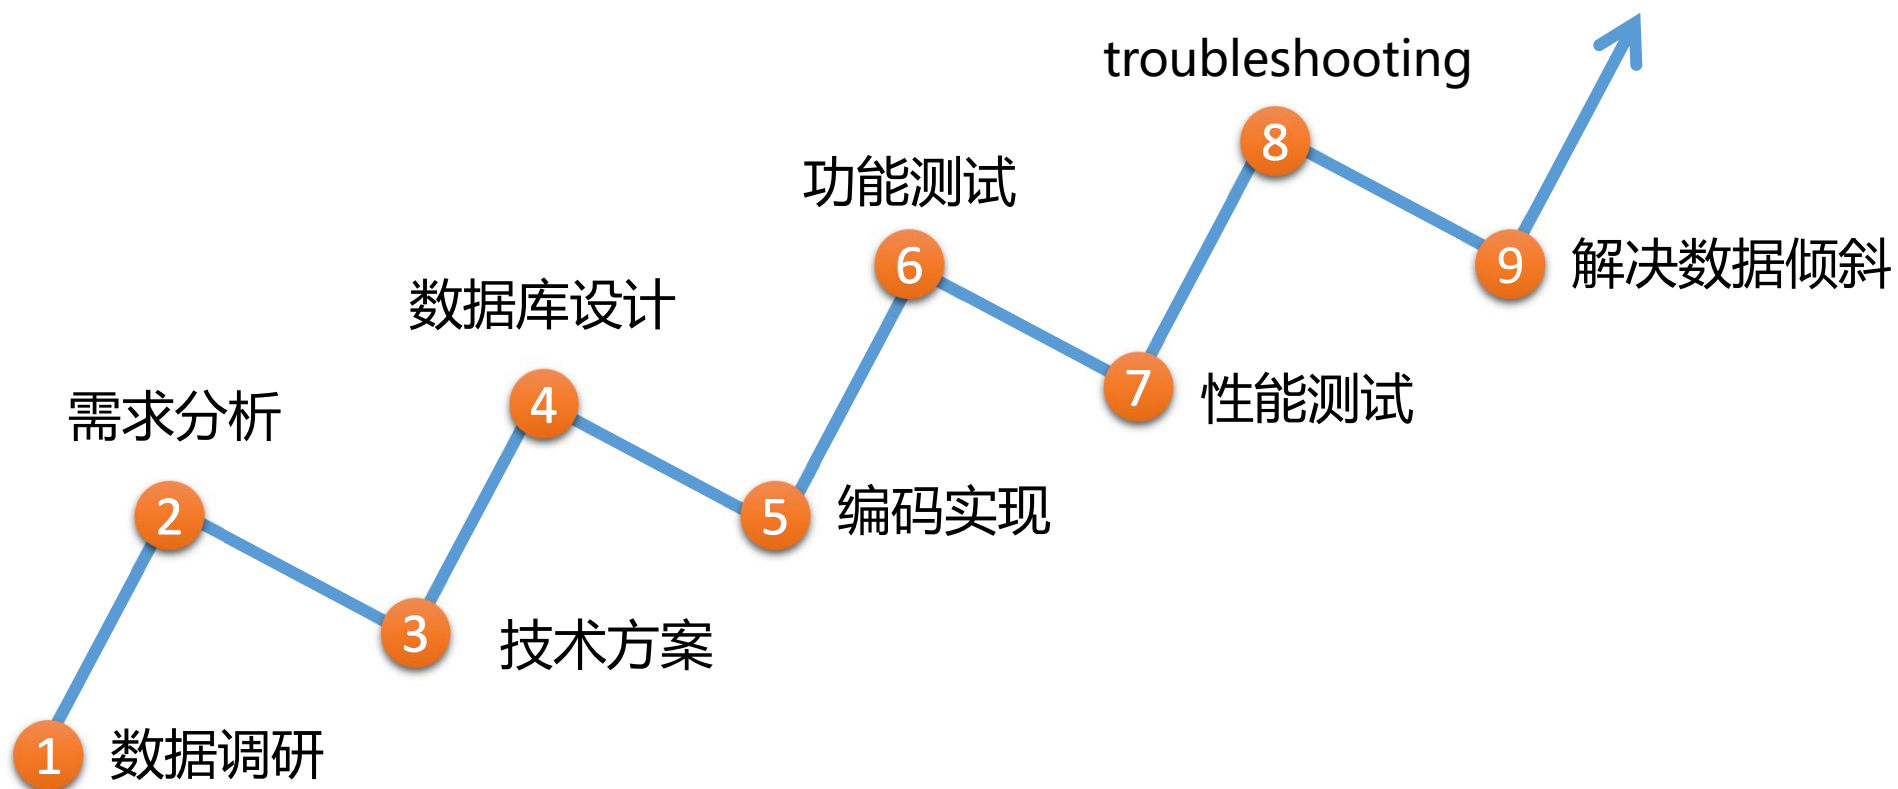 1 数据调研
2 需求分析
3 技术方案
4 数据库设计
5 编码实现
6 功能测试
7 性能测试
8 troubleshooting
9 解决数据倾斜